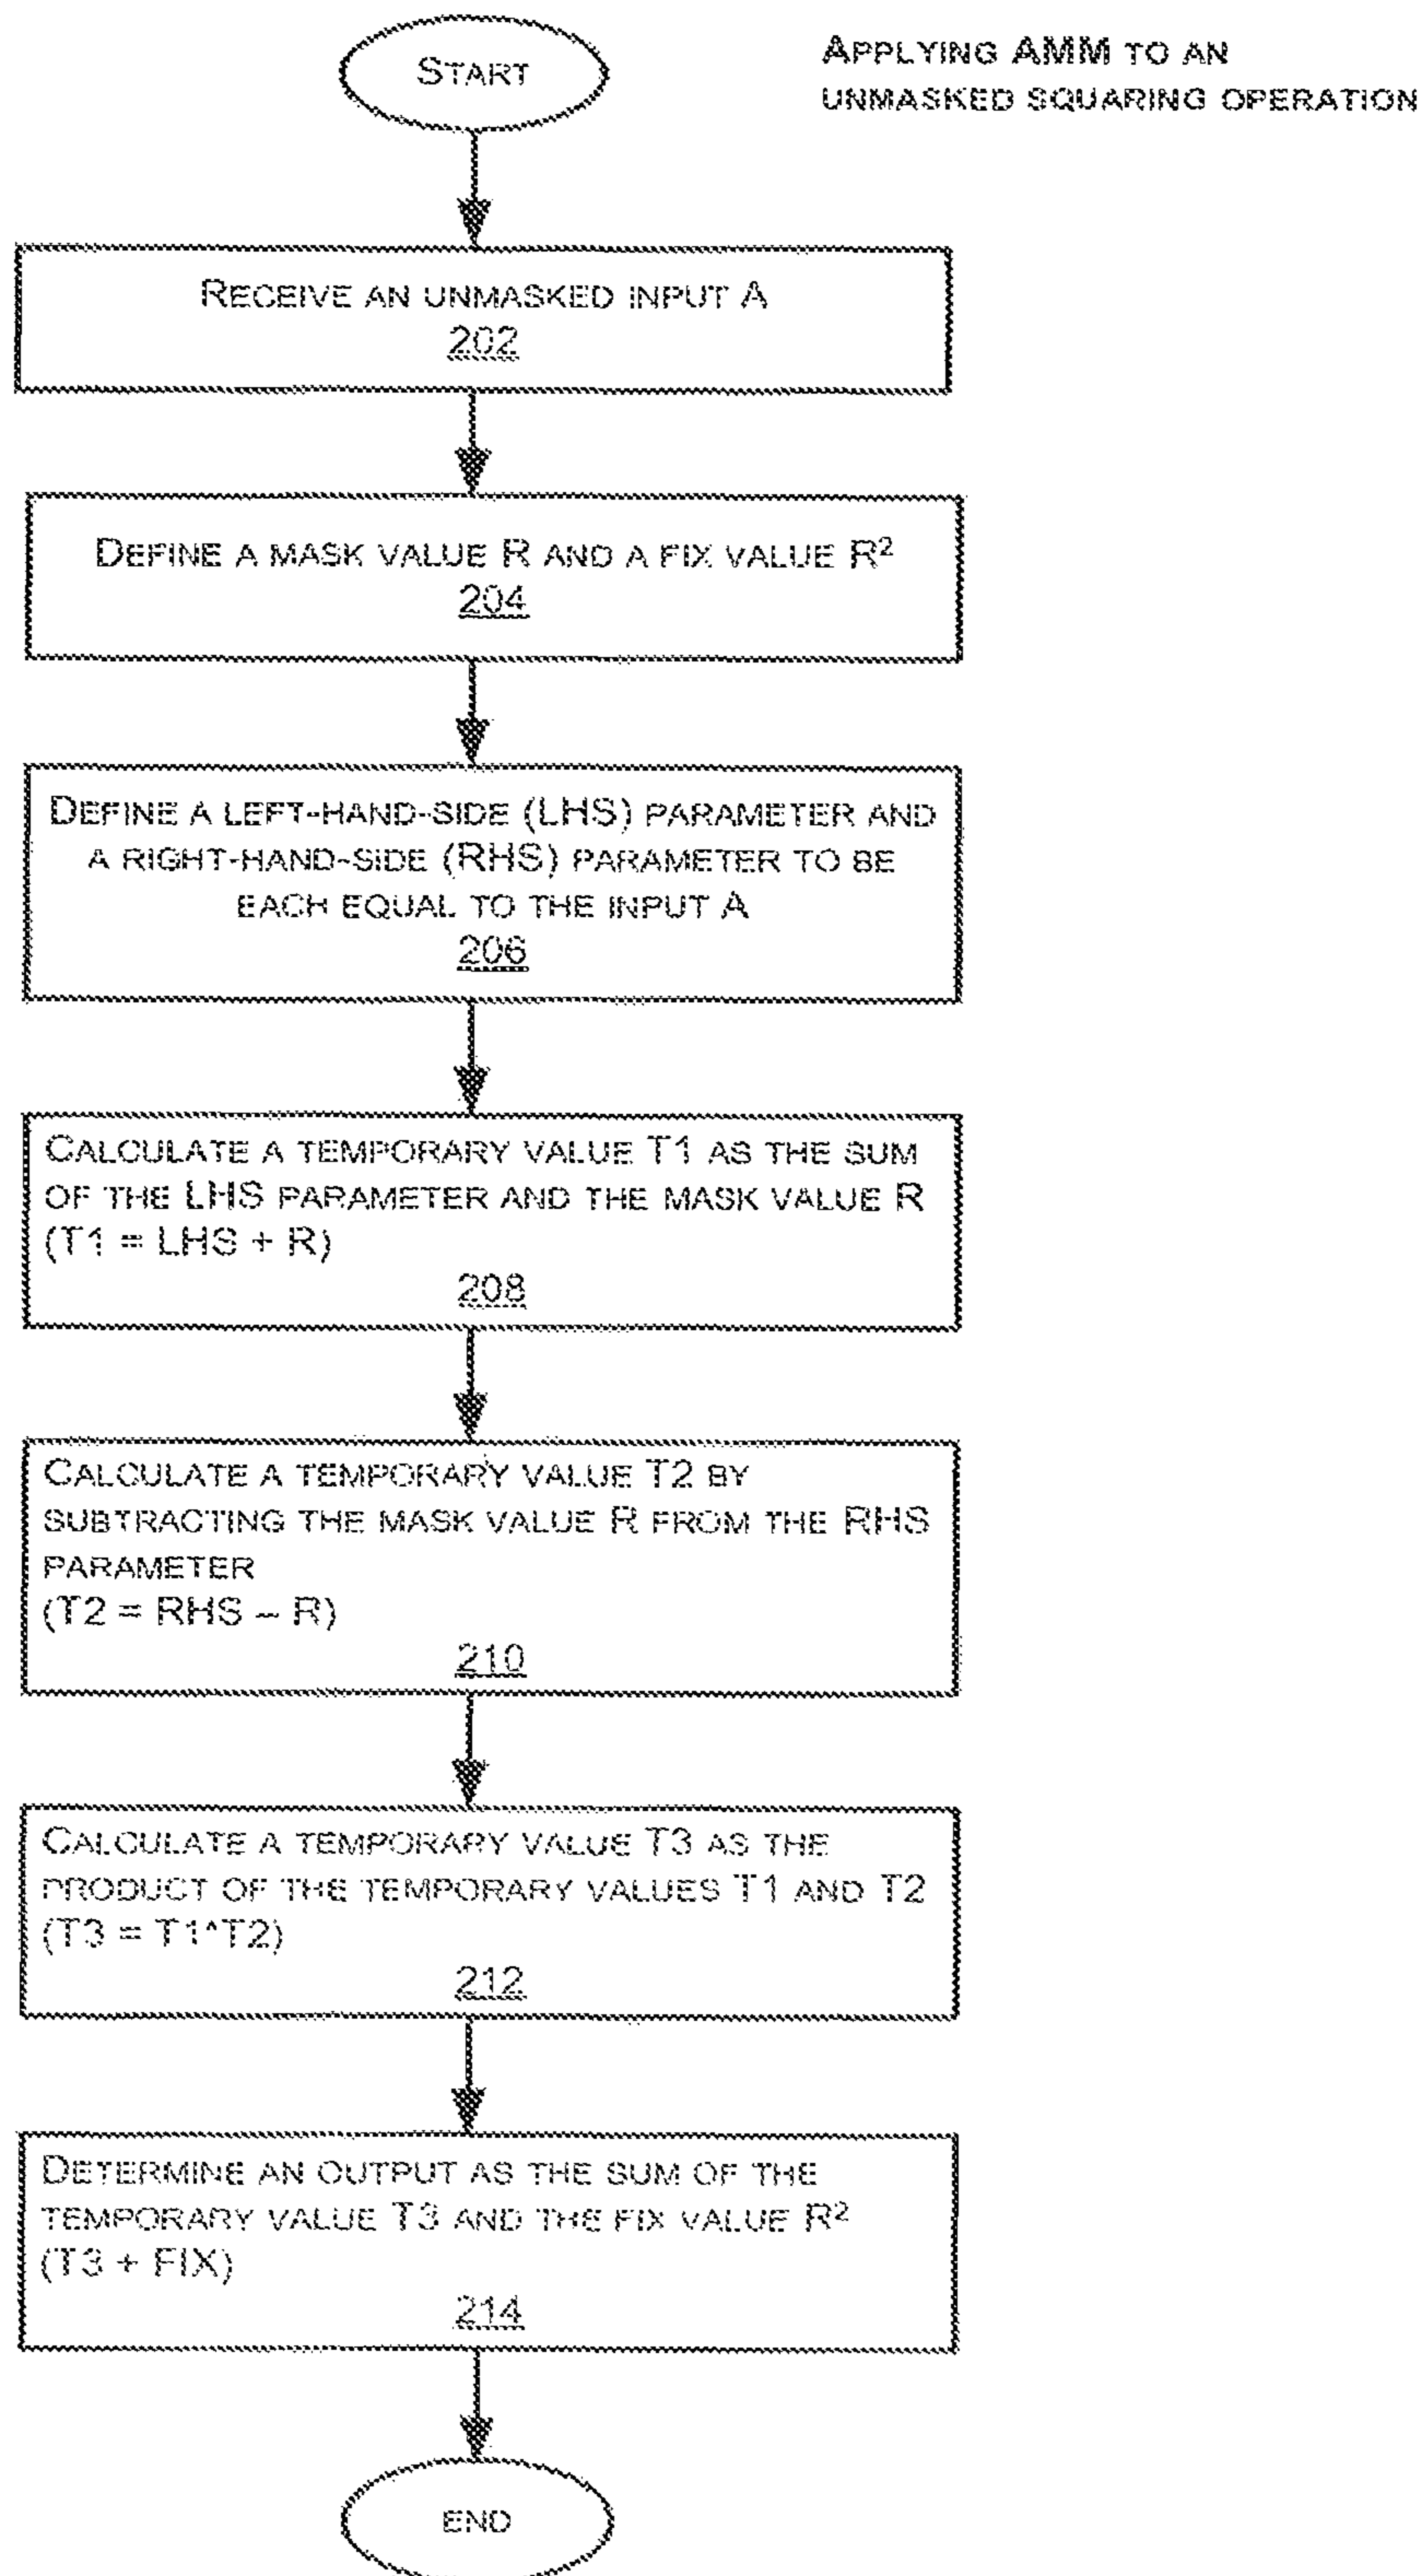 START
APPLYING AMM TO AN
UNMASKED SQUARING OPERATION
RECEIVE AN UNMASKED INPUT A
202
DEFINE A MASK VALUE R AND A FIX VALUE R²
204
DEFINE A LEFT-HAND-SIDE (LHS) PARAMETER AND
A RIGHT-HAND-SIDE (RHS) PARAMETER TO BE
EACH EQUAL TO THE INPUT A
206
CALCULATE A TEMPORARY VALUE T1 AS THE SUM
OF THE LHS PARAMETER AND THE MASK VALUE R
(T1 = LHS + R)
208
CALCULATE A TEMPORARY VALUE T2 BY
SUBTRACTING THE MASK VALUE R FROM THE RHS
PARAMETER
(T2 = RHS – R)
210
CALCULATE A TEMPORARY VALUE T3 AS THE
PRODUCT OF THE TEMPORARY VALUES T1 AND T2
(T3 = T1*T2)
212
DETERMINE AN OUTPUT AS THE SUM OF THE
TEMPORARY VALUE T3 AND THE FIX VALUE R²
(T3 + FIX)
214
END